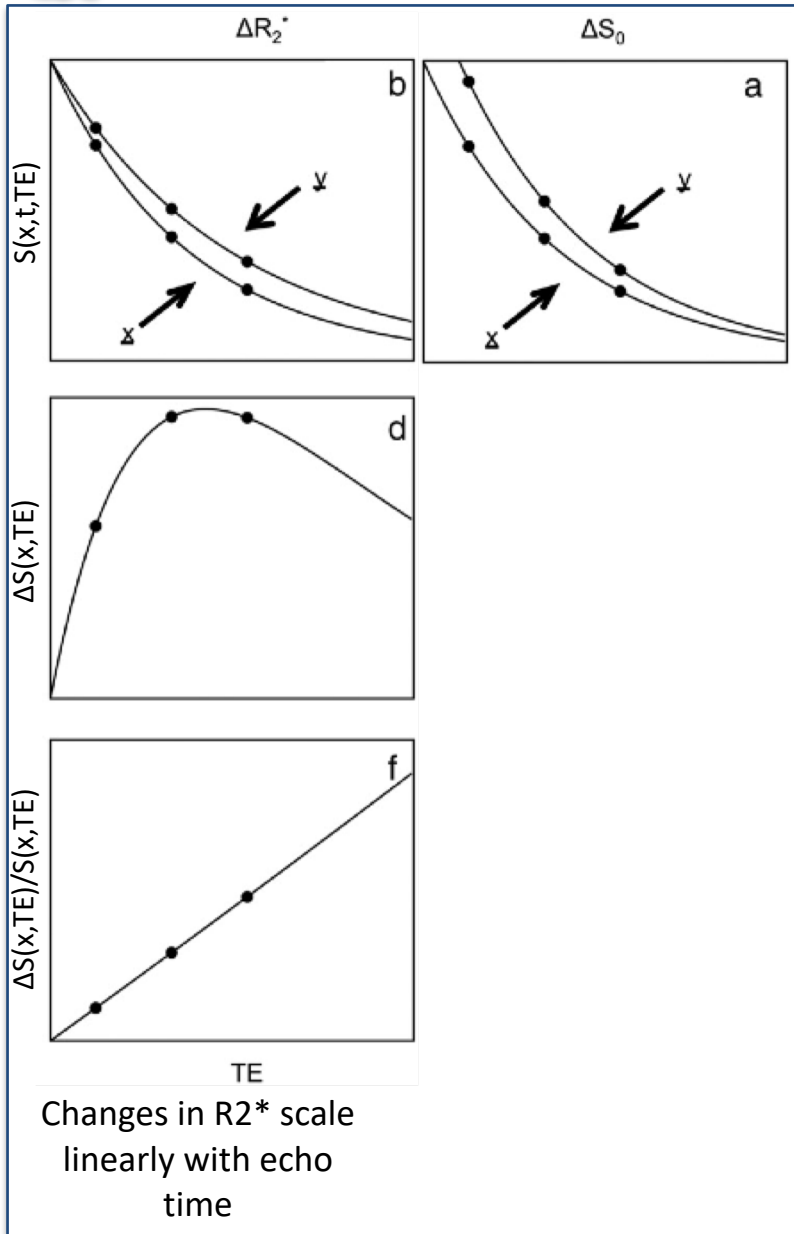 ΔR₂* ΔS₀
S(x,t,TE)
b
y
x
a
y
x
ΔS(x,TE)
d
ΔS(x,TE)/S(x,TE)
f
TE
Changes in R2* scale
linearly with echo
time